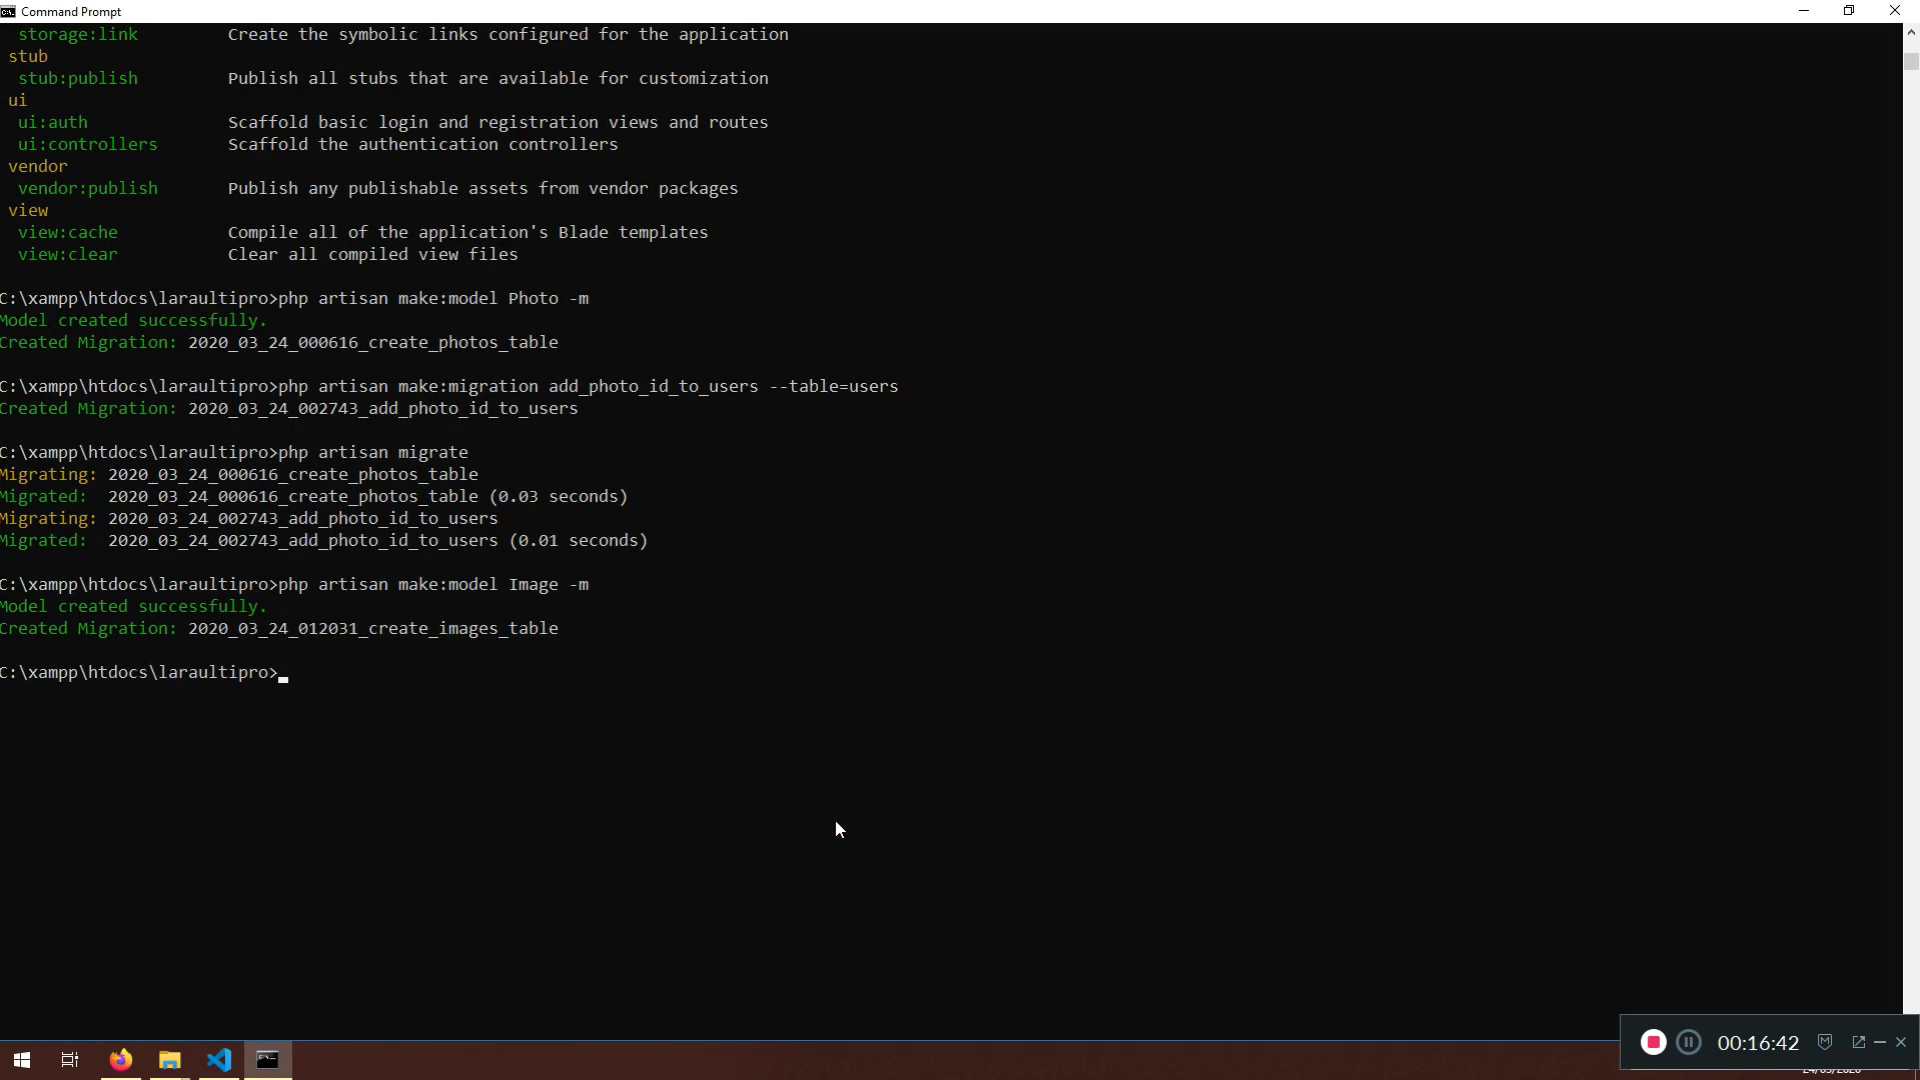 Command Prompt
storage:link Create the symbolic links configured for the application
stub
stub:publish Publish all stubs that are available for customization
ui
ui:auth Scaffold basic login and registration views and routes
ui:controllers Scaffold the authentication controllers
vendor
vendor:publish Publish any publishable assets from vendor packages
view
view:cache Compile all of the application's Blade templates
view:clear Clear all compiled view files
C:\xampp\htdocs\laraultipro>php artisan make:model Photo -m
Model created successfully.
Created Migration: 2020_03_24_000616_create_photos_table
C:\xampp\htdocs\laraultipro>php artisan make:migration add_photo_id_to_users --table=users
Created Migration: 2020_03_24_002743_add_photo_id_to_users
C:\xampp\htdocs\laraultipro>php artisan migrate
Migrating: 2020_03_24_000616_create_photos_table
Migrated: 2020_03_24_000616_create_photos_table (0.03 seconds)
Migrating: 2020_03_24_002743_add_photo_id_to_users
Migrated: 2020_03_24_002743_add_photo_id_to_users (0.01 seconds)
C:\xampp\htdocs\laraultipro>php artisan make:model Image -m
Model created successfully.
Created Migration: 2020_03_24_012031_create_images_table
C:\xampp\htdocs\laraultipro>
00:16:42